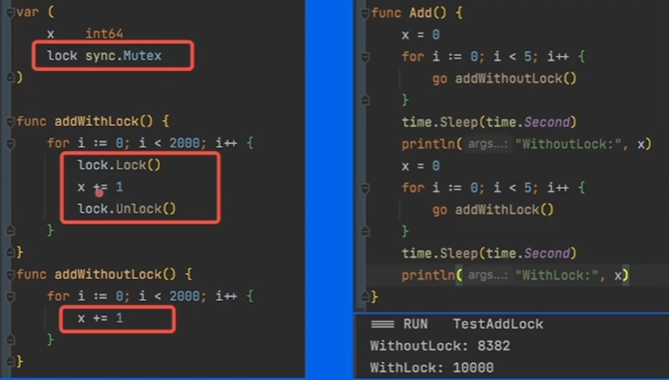 var (
x int64
lock sync.Mutex
)
func addWithLock() {
for i := 0; i < 2000; i++ {
lock.Lock()
x += 1
lock.Unlock()
}
}
func addWithoutLock() {
for i := 0; i < 2000; i++ {
x += 1
}
}
func Add() {
x = 0
for i := 0; i < 5; i++ {
go addWithoutLock()
}
time.Sleep(time.Second)
println( args...: "WithoutLock:", x)
x = 0
for i := 0; i < 5; i++ {
go addWithLock()
}
time.Sleep(time.Second)
println( args...: "WithLock:", x)
}
=== RUN TestAddLock
WithoutLock: 8382
WithLock: 10000